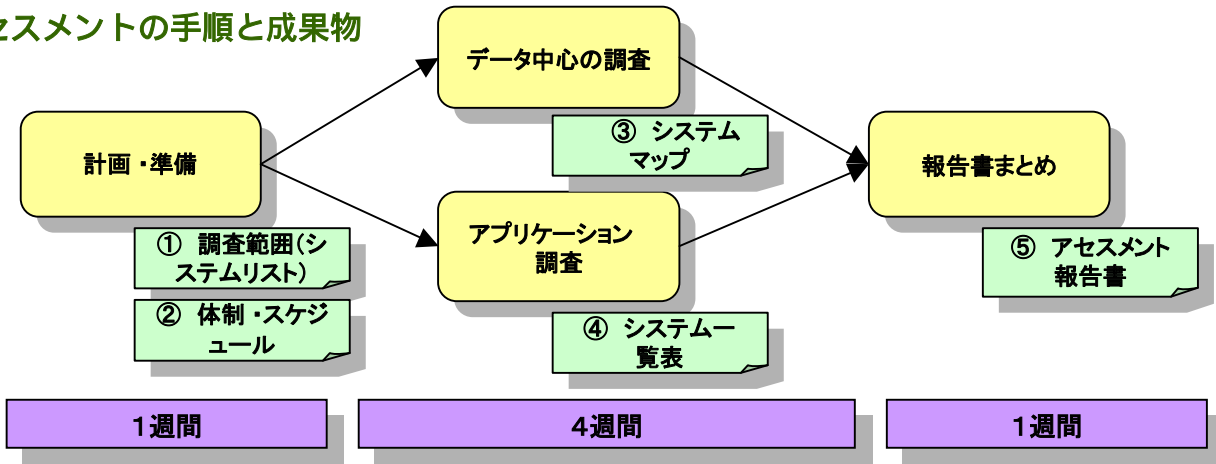 セスメントの手順と成果物
データ中心の調査
③ システム
マップ
計画・準備
報告書まとめ
アプリケーション
調査
① 調査範囲(シ
ステムリスト)
② 体制・スケジ
ュール
④ システム一
覧表
⑤ アセスメント
報告書
1週間
4週間
1週間